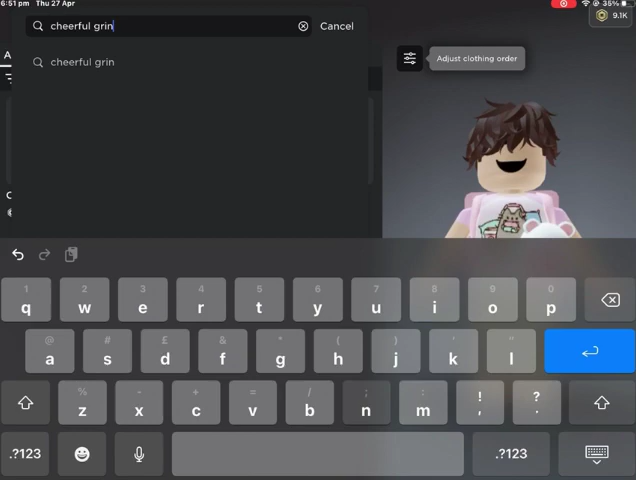 6:51 pm Thu 27 Apr
35%
cheerful grin
Cancel
9.1K
cheerful grin
A
Adjust clothing order
1 2 3 4 5 6 7 8 9 0
q w e r t y u i o p
@ # £ & * ( ) ' "
a s d f g h j k l
% - + = / ; : ! ?
z x c v b n m , .
.?123 .?123